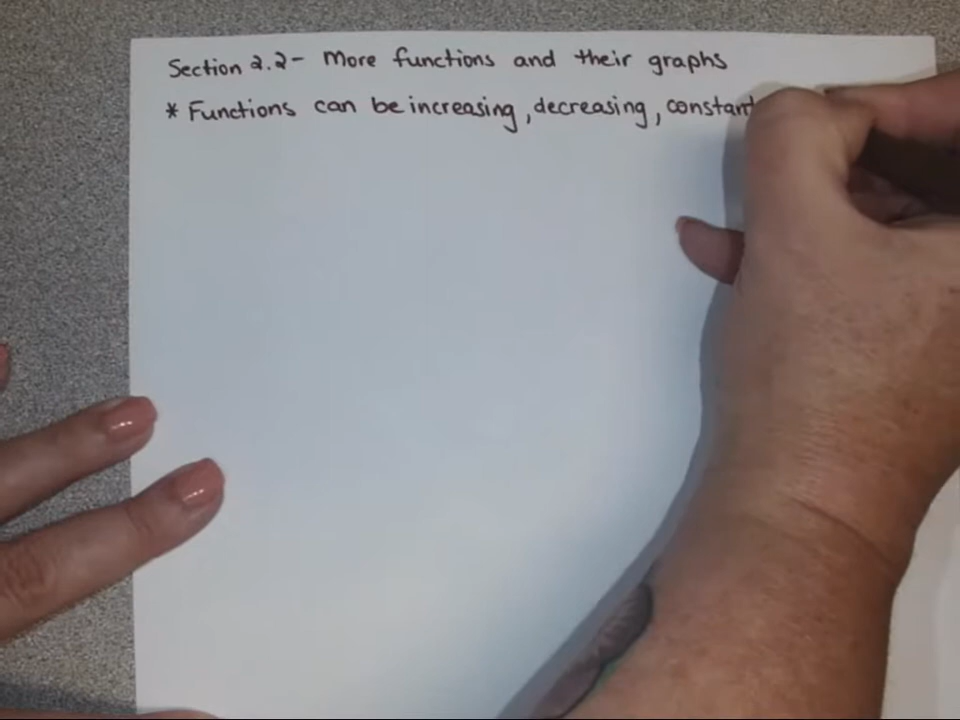 Section 2.2- More functions and their graphs
* Functions can be increasing, decreasing, constant